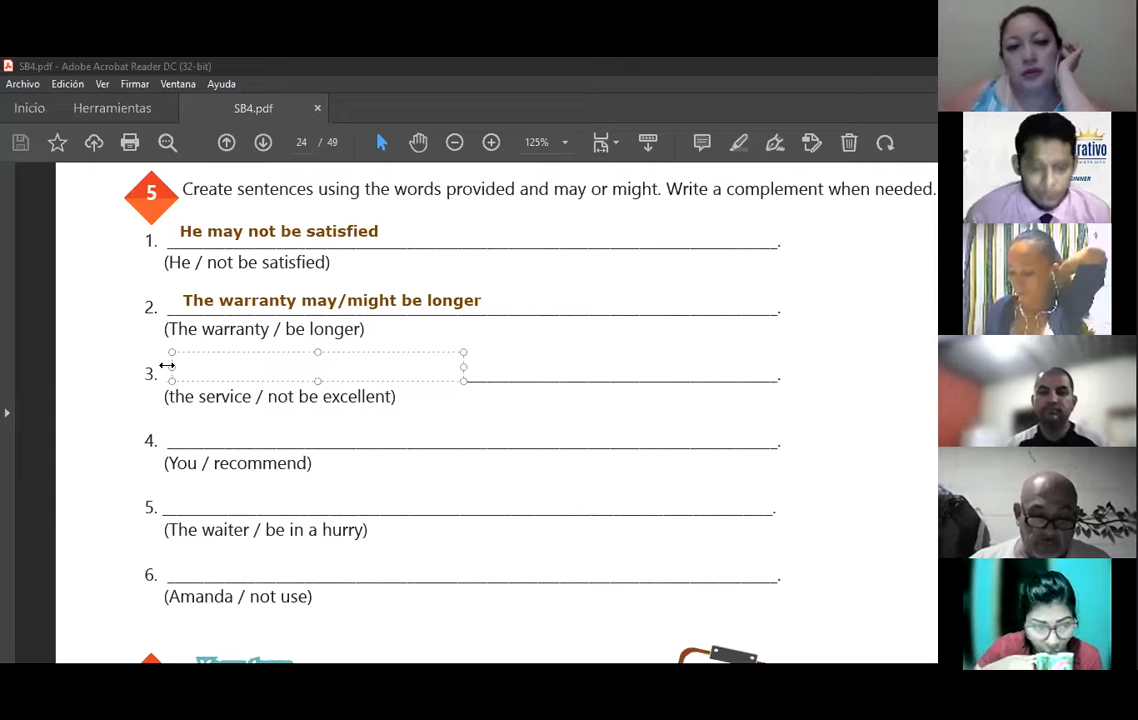 SB4.pdf - Adobe Acrobat Reader DC (32-bit)
Archivo Edición Ver Firmar Ventana Ayuda
Inicio Herramientas SB4.pdf ×
24 / 49 125%
5 Create sentences using the words provided and may or might. Write a complement when needed.
1. He may not be satisfied.
(He / not be satisfied)
2. The warranty may/might be longer.
(The warranty / be longer)
3. .
(the service / not be excellent)
4. .
(You / recommend)
5. .
(The waiter / be in a hurry)
6. .
(Amanda / not use)
rativo